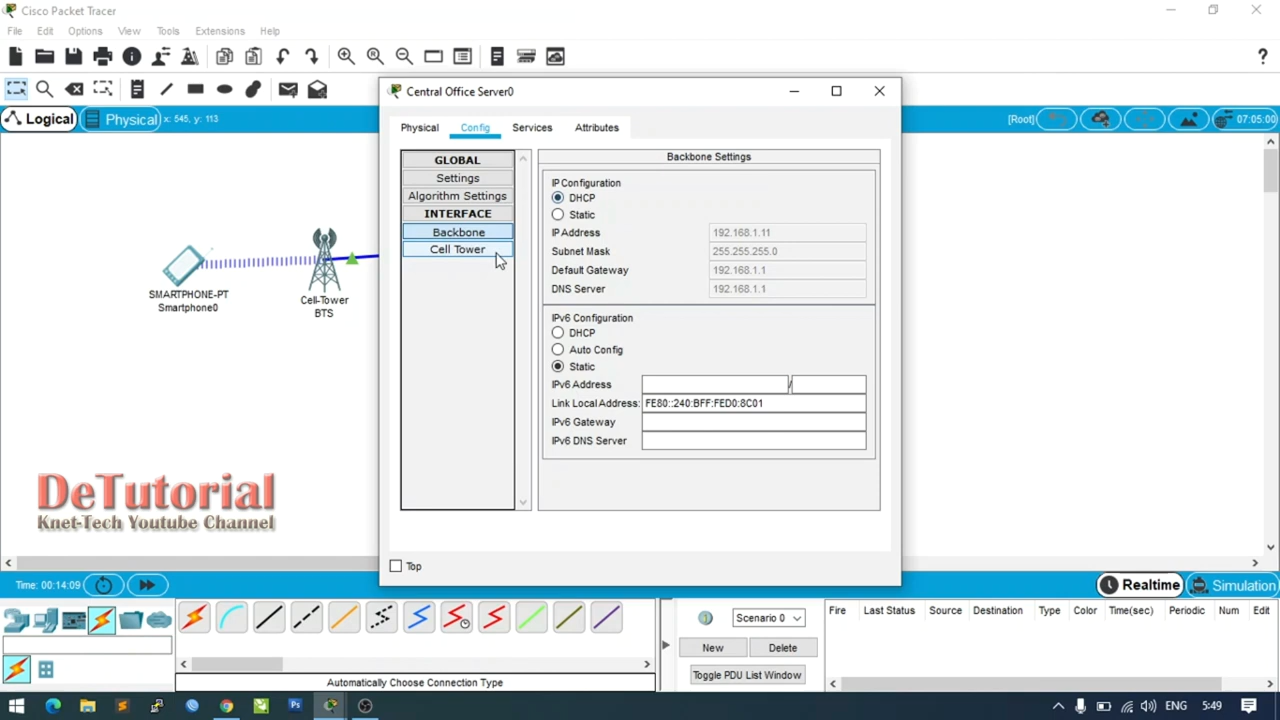 Cisco Packet Tracer
File Edit Options View Tools Extensions Help
Logical
Physical
x: 545, y: 113
[Root]
07:05:00
SMARTPHONE-PT
Smartphone0
Cell-Tower
BTS
DeTutorial
Knet-Tech Youtube Channel
Central Office Server0
Physical Config Services Attributes
GLOBAL
Settings
Algorithm Settings
INTERFACE
Backbone
Cell Tower
Backbone Settings
IP Configuration
DHCP
Static
IP Address 192.168.1.11
Subnet Mask 255.255.255.0
Default Gateway 192.168.1.1
DNS Server 192.168.1.1
IPv6 Configuration
DHCP
Auto Config
Static
IPv6 Address /
Link Local Address: FE80::240:BFF:FED0:8C01
IPv6 Gateway
IPv6 DNS Server
Top
Time: 00:14:09
Realtime
Simulation
Automatically Choose Connection Type
Scenario 0
New
Delete
Toggle PDU List Window
Fire Last Status Source Destination Type Color Time(sec) Periodic Num Edit
ENG 5:49